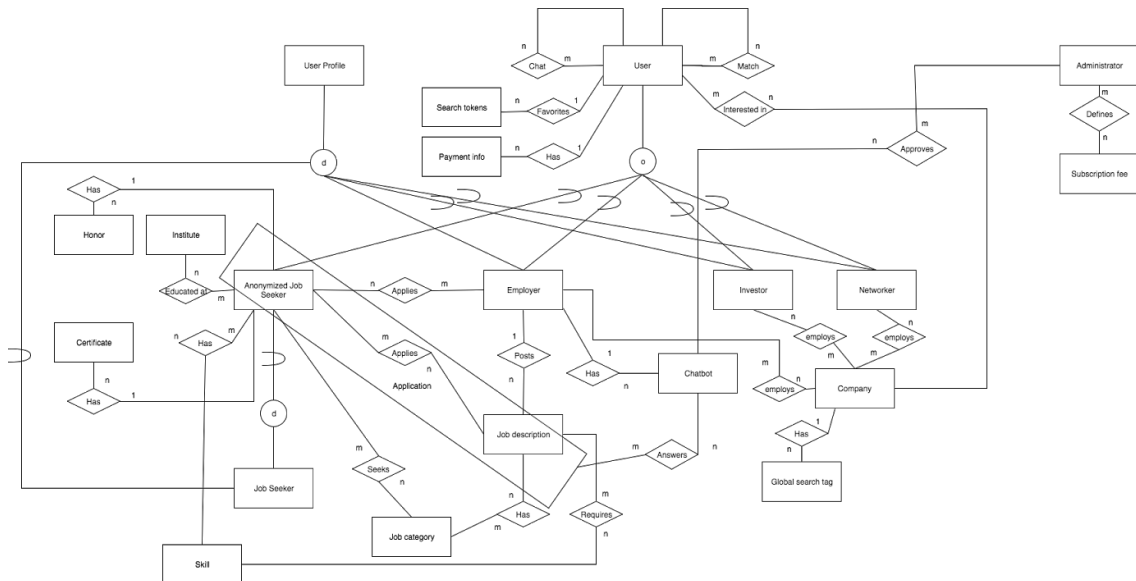 n
n
User Profile
Chat
m
User
m
Match
Administrator
m
n
Search tokens
n
Favorites
1
Interested in
m
m
Defines
Payment info
n
Has
1
n
Approves
n
d
o
Subscription fee
Has
1
n
Honor
Institute
n
Educated at
m
Anonymized Job
Seeker
n
Applies
m
Employer
Investor
Networker
n
Has
m
m
Applies
n
1
Posts
n
1
Has
n
Chatbot
n
employs
m
n
employs
m
Certificate
n
Has
1
Application
m
employs
n
Company
d
Job description
1
Has
n
m
Answers
n
m
Seeks
n
Global search tag
Job Seeker
n
Has
m
m
Requires
n
Job category
Skill